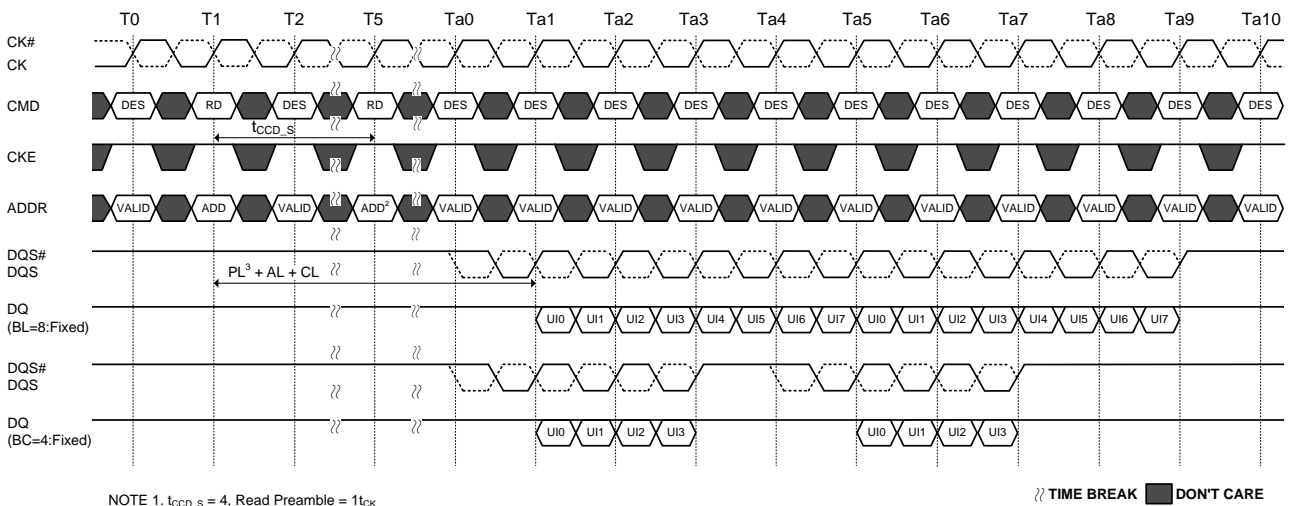 T0 T1 T2 T5 Ta0 Ta1 Ta2 Ta3 Ta4 Ta5 Ta6 Ta7 Ta8 Ta9 Ta10
CK#
CK
CMD DES RD DES RD DES DES DES DES DES DES DES DES DES DES DES
tCCD_S
CKE
ADDR VALID ADD VALID ADD² VALID VALID VALID VALID VALID VALID VALID VALID VALID VALID VALID
DQS#
DQS
PL³ + AL + CL
DQ
(BL=8:Fixed)
UI0 UI1 UI2 UI3 UI4 UI5 UI6 UI7 UI0 UI1 UI2 UI3 UI4 UI5 UI6 UI7
DQS#
DQS
DQ
(BC=4:Fixed)
UI0 UI1 UI2 UI3 UI0 UI1 UI2 UI3
NOTE 1. tCCD_S = 4, Read Preamble = 1tCK
TIME BREAK DON'T CARE